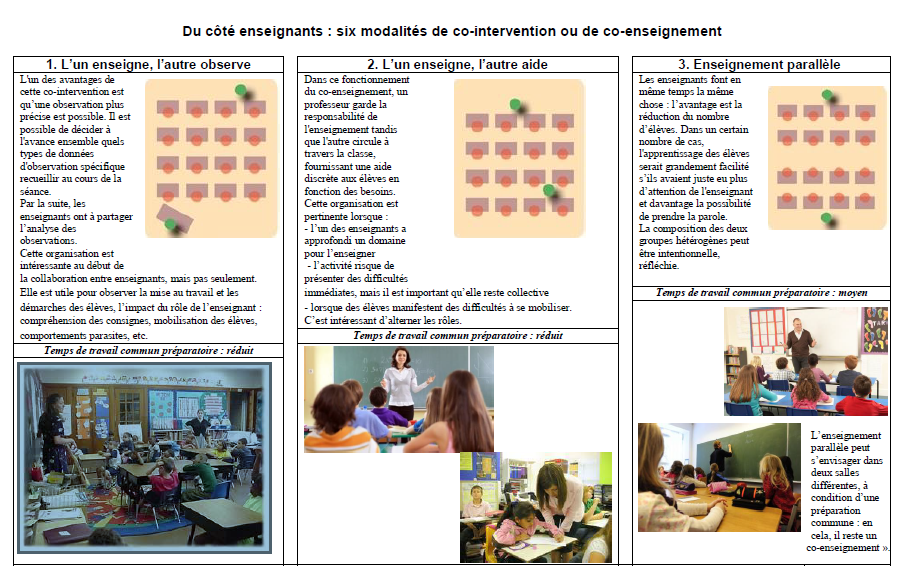 Du côté enseignants : six modalités de co-intervention ou de co-enseignement
1. L'un enseigne, l'autre observe
L'un des avantages de
cette co-intervention est
qu'une observation plus
précise est possible. Il est
possible de décider à
l'avance ensemble quels
types de données
d'observation spécifique
recueillir au cours de la
séance.
Par la suite, les
enseignants ont à partager
l'analyse des
observations.
Cette organisation est
intéressante au début de
la collaboration entre enseignants, mais pas seulement.
Elle est utile pour observer la mise au travail et les
démarches des élèves, l'impact du rôle de l'enseignant :
compréhension des consignes, mobilisation des élèves,
comportements parasites, etc.
Temps de travail commun préparatoire : réduit
2. L'un enseigne, l'autre aide
Dans ce fonctionnement
du co-enseignement, un
professeur garde la
responsabilité de
l'enseignement tandis
que l'autre circule à
travers la classe,
fournissant une aide
discrète aux élèves en
fonction des besoins.
Cette organisation est
pertinente lorsque :
- l'un des enseignants a
approfondi un domaine
pour l'enseigner
- l'activité risque de
présenter des difficultés
immédiates, mais il est important qu'elle reste collective
- lorsque des élèves manifestent des difficultés à se mobiliser.
C'est intéressant d'alterner les rôles.
Temps de travail commun préparatoire : réduit
3. Enseignement parallèle
Les enseignants font en
même temps la même
chose : l'avantage est la
réduction du nombre
d'élèves. Dans un certain
nombre de cas,
l'apprentissage des élèves
serait grandement facilité
s'ils avaient juste eu plus
d'attention de l'enseignant
et davantage la possibilité
de prendre la parole.
La composition des deux
groupes hétérogènes peut
être intentionnelle,
réfléchie.
Temps de travail commun préparatoire : moyen
START
L'enseignement
parallèle peut
s'envisager dans
deux salles
différentes, à
condition d'une
préparation
commune : en
cela, il reste un
co-enseignement ».